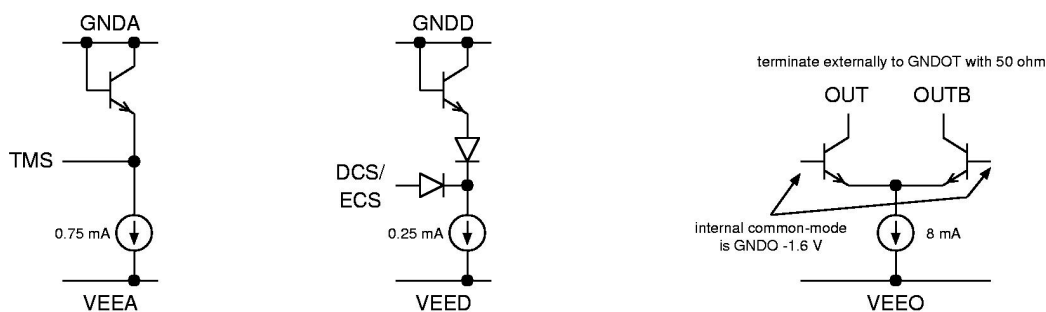 GNDA
TMS
0.75 mA
VEEA
GNDD
DCS/
ECS
0.25 mA
VEED
terminate externally to GNDOT with 50 ohm
OUT OUTB
internal common-mode
is GNDO -1.6 V
8 mA
VEEO